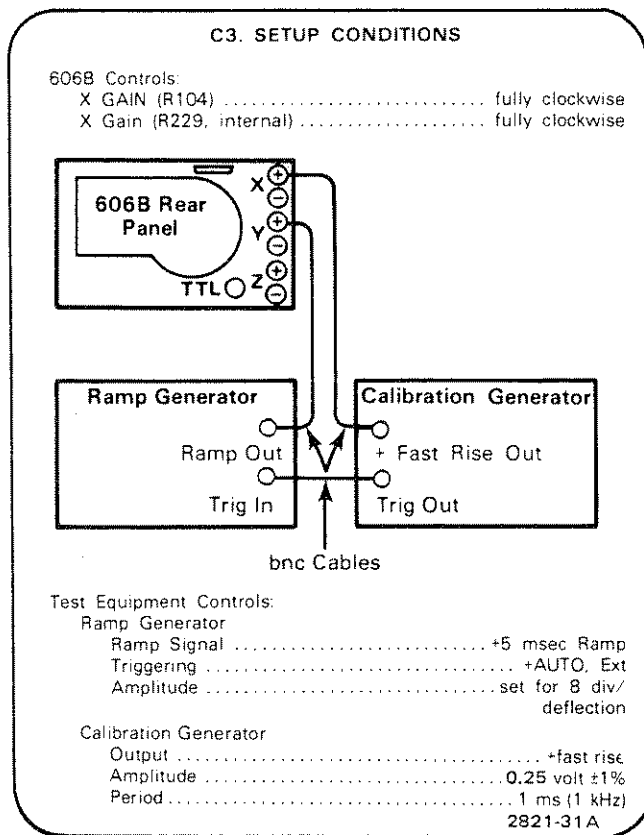 C3. SETUP CONDITIONS
606B Controls:
X GAIN (R104) ............................ fully clockwise
X Gain (R229, internal) .................... fully clockwise
606B Rear
Panel
X
+
−
Y
+
−
TTL
Z
+
−
Ramp Generator
Ramp Out
Trig In
Calibration Generator
+ Fast Rise Out
Trig Out
bnc Cables
Test Equipment Controls:
Ramp Generator
Ramp Signal ............................ +5 msec Ramp
Triggering ............................... +AUTO, Ext
Amplitude ............................. set for 8 div/
deflection
Calibration Generator
Output .................................... +fast rise
Amplitude ............................. 0.25 volt ±1%
Period .................................. 1 ms (1 kHz)
2821-31A